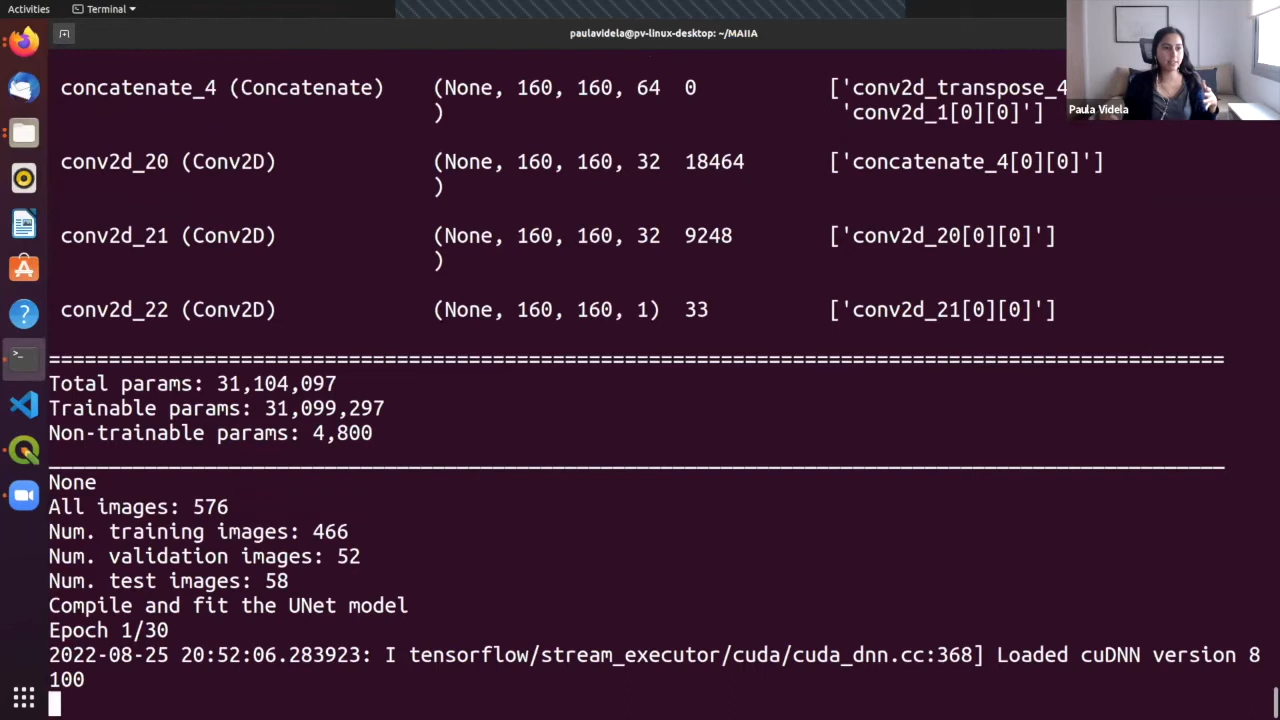 Activities Terminal
paulavidela@pv-linux-desktop: ~/MAIIA
Paula Videla
concatenate_4 (Concatenate) (None, 160, 160, 64 0 ['conv2d_transpose_4
) 'conv2d_1[0][0]']
conv2d_20 (Conv2D) (None, 160, 160, 32 18464 ['concatenate_4[0][0]']
)
conv2d_21 (Conv2D) (None, 160, 160, 32 9248 ['conv2d_20[0][0]']
)
conv2d_22 (Conv2D) (None, 160, 160, 1) 33 ['conv2d_21[0][0]']
==================================================================================================
Total params: 31,104,097
Trainable params: 31,099,297
Non-trainable params: 4,800
__________________________________________________________________________________________________
None
All images: 576
Num. training images: 466
Num. validation images: 52
Num. test images: 58
Compile and fit the UNet model
Epoch 1/30
2022-08-25 20:52:06.283923: I tensorflow/stream_executor/cuda/cuda_dnn.cc:368] Loaded cuDNN version 8
100